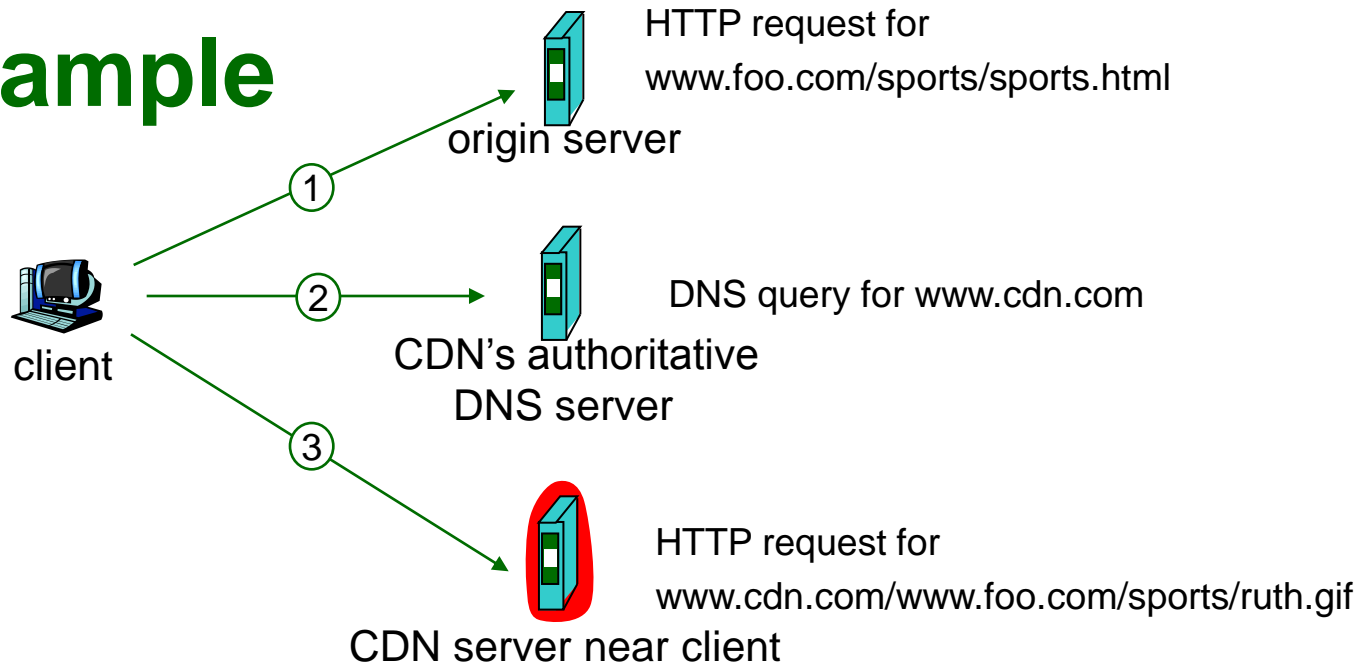 ample
HTTP request for
www.foo.com/sports/sports.html
origin server
1
client
2
DNS query for www.cdn.com
CDN’s authoritative
DNS server
3
HTTP request for
www.cdn.com/www.foo.com/sports/ruth.gif
CDN server near client